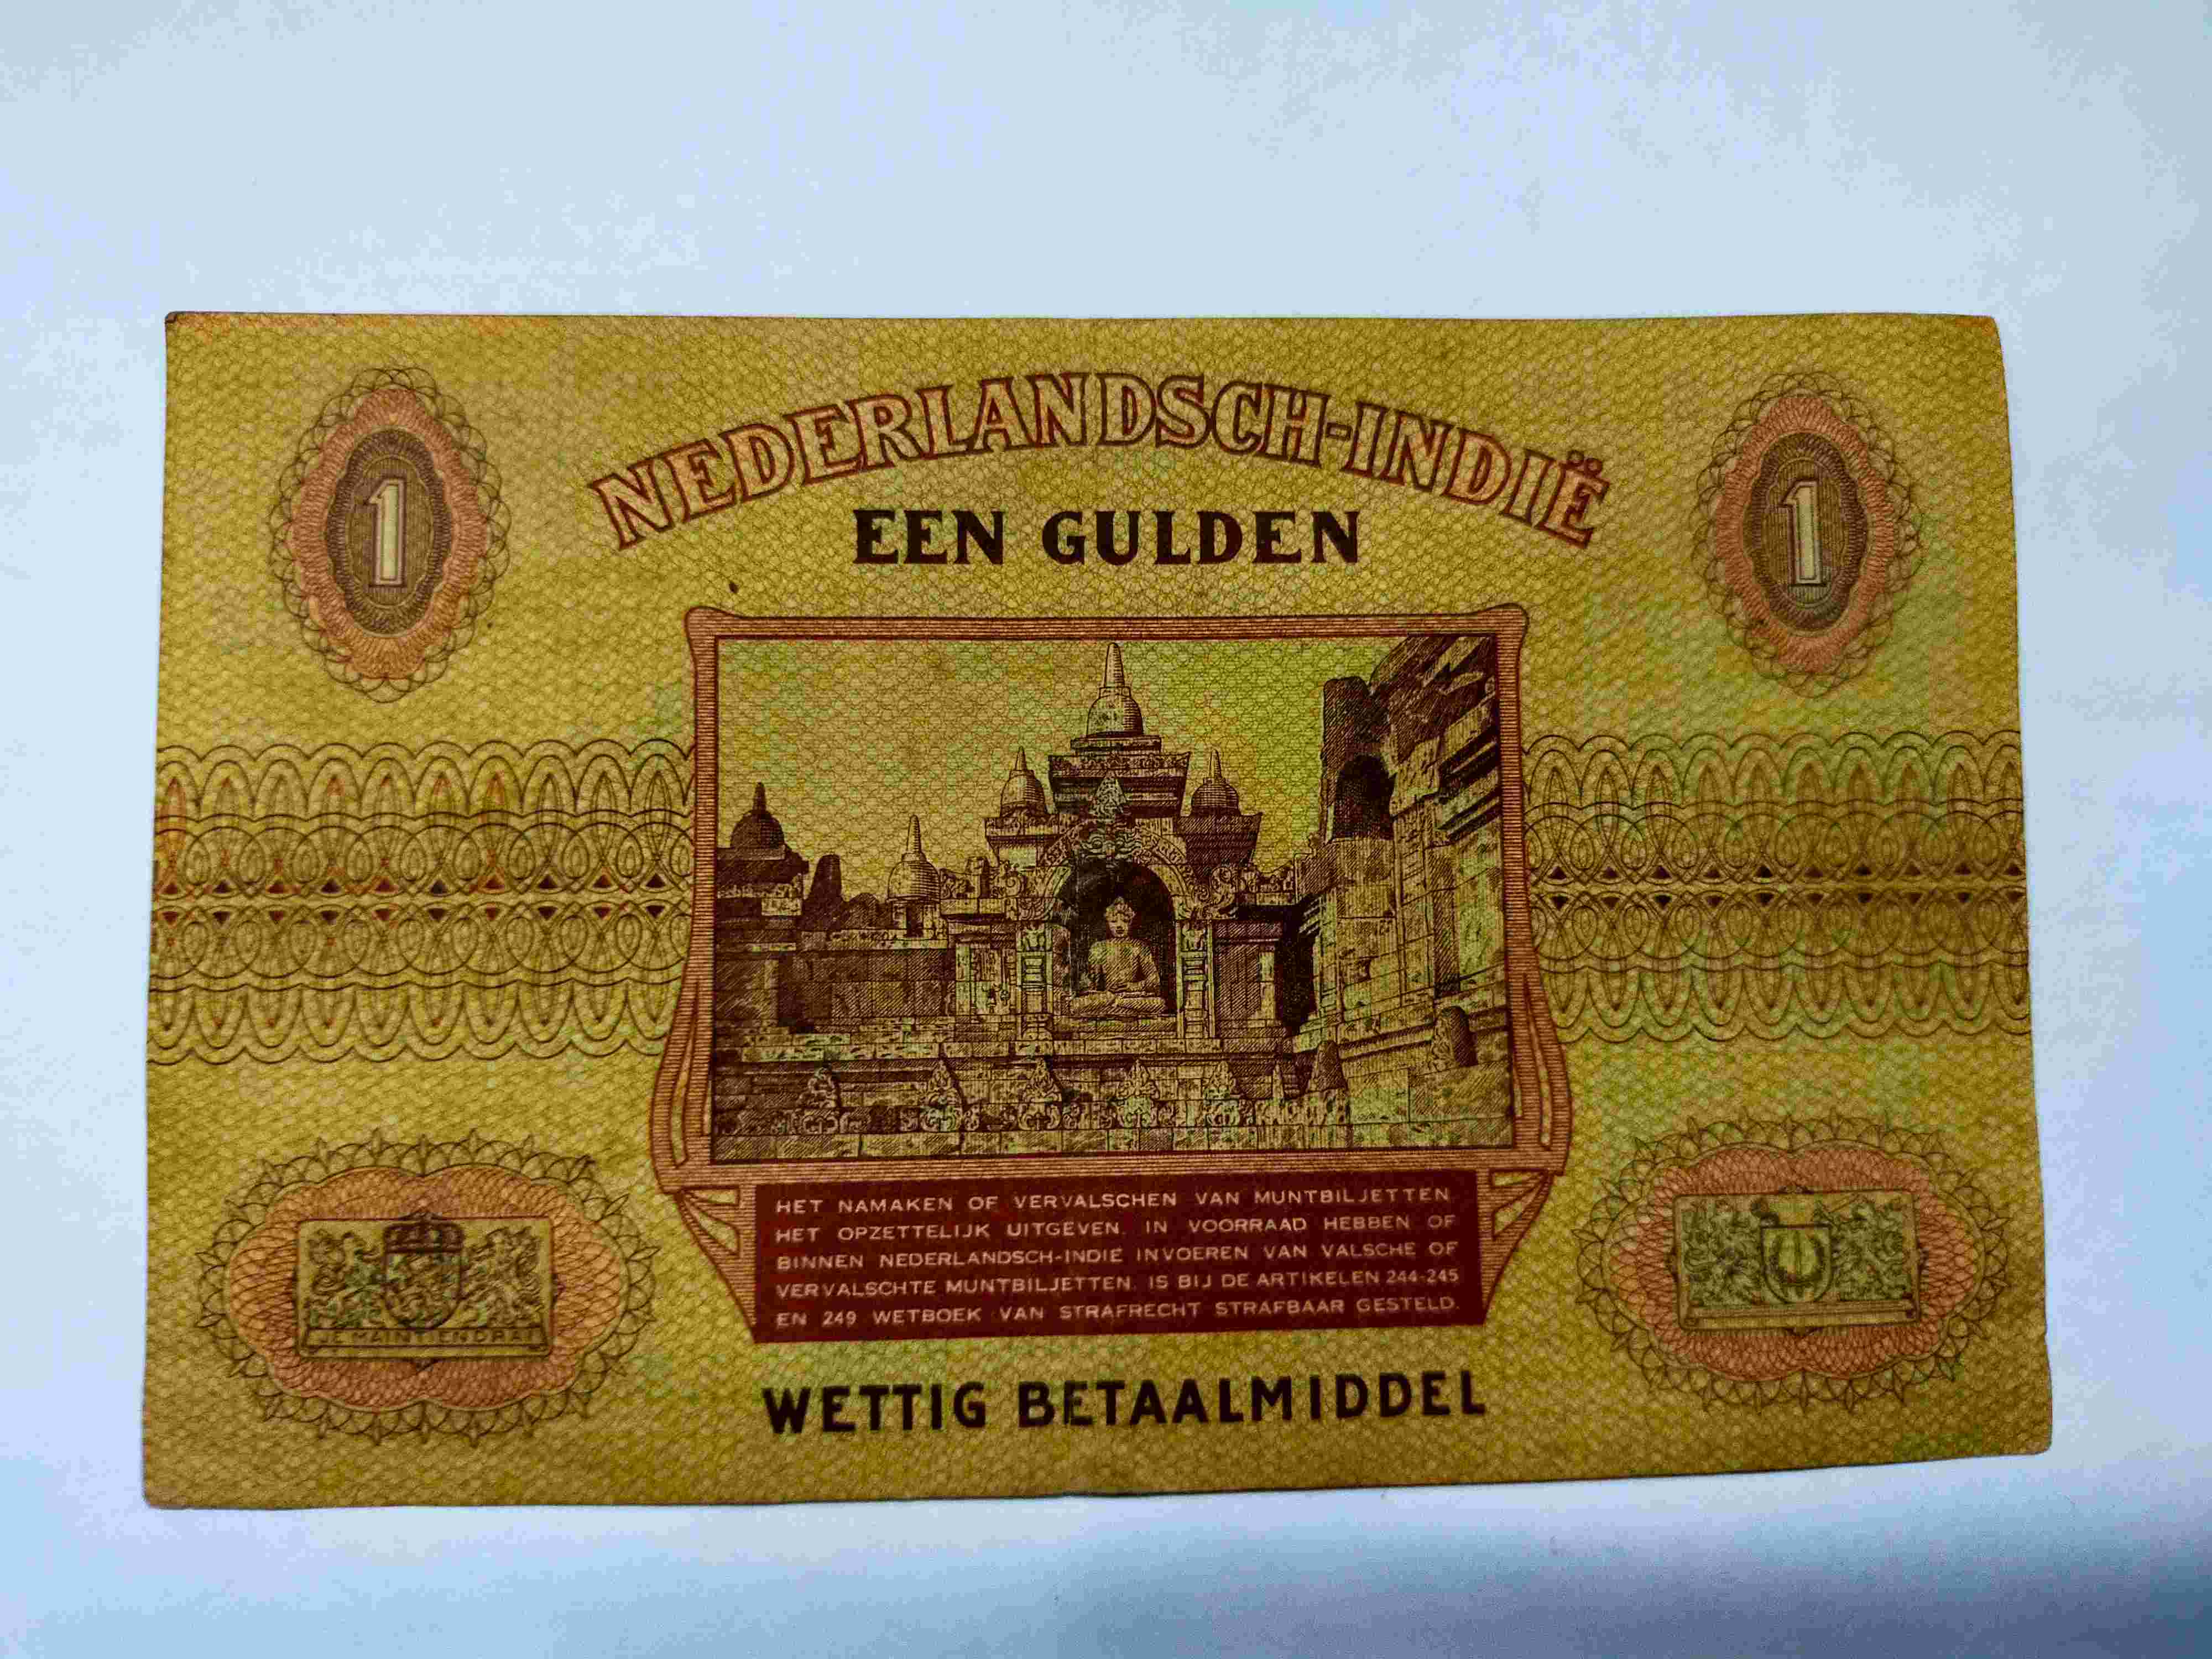 NEDERLANDSCH-INDIË
1
1
EEN GULDEN
HET NAMAKEN OF VERVALSCHEN VAN MUNTBILJETTEN
HET OPZETTELIJK UITGEVEN. IN VOORRAAD HEBBEN OF
BINNEN NEDERLANDSCH-INDIE INVOEREN VAN VALSCHE OF
VERVALSCHTE MUNTBILJETTEN. IS BIJ DE ARTIKELEN 244-245
EN 249 WETBOEK VAN STRAFRECHT STRAFBAAR GESTELD.
JE MAINTIENDRAI
WETTIG BETAALMIDDEL